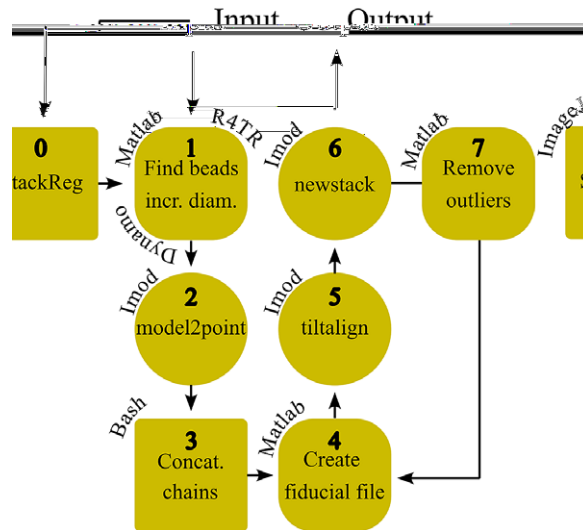 Input
Output
0
tackReg
Matlab
R4TR
1
Find beads
incr. diam.
Dynamo
Imod
6
newstack
Matlab
7
Remove
outliers
ImageJ
S
Imod
2
model2point
Imod
5
tiltalign
Bash
3
Concat.
chains
Matlab
4
Create
fiducial file